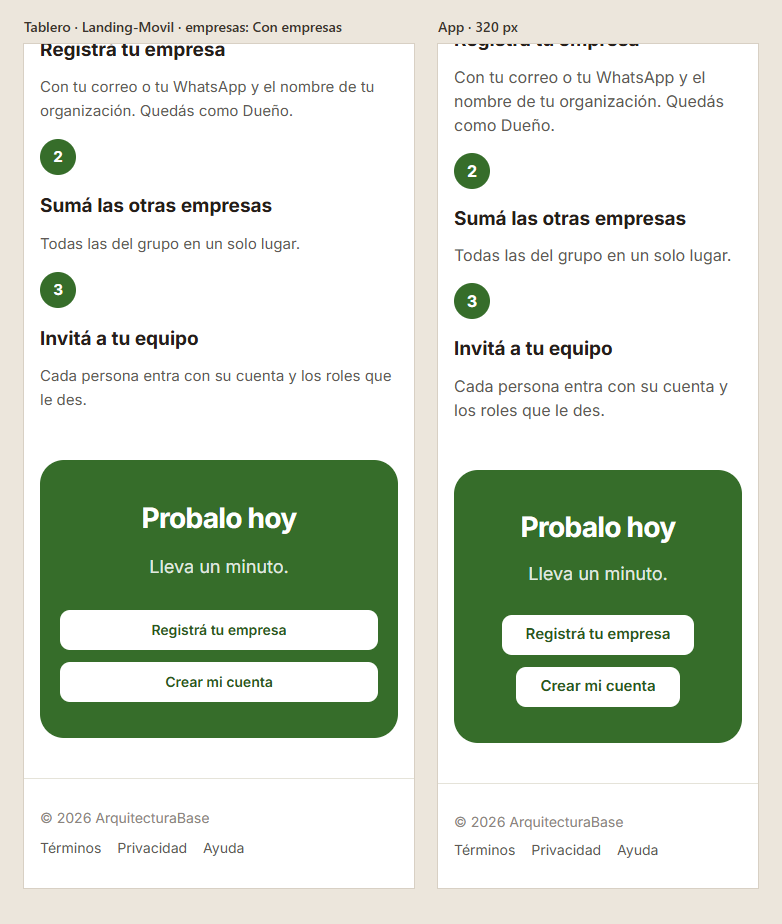 Tablero · Landing-Movil · empresas: Con empresas
Registrá tu empresa
Con tu correo o tu WhatsApp y el nombre de tu
organización. Quedás como Dueño.
2
Sumá las otras empresas
Todas las del grupo en un solo lugar.
3
Invitá a tu equipo
Cada persona entra con su cuenta y los roles que
le des.
Probalo hoy
Lleva un minuto.
Registrá tu empresa
Crear mi cuenta
© 2026 ArquitecturaBase
Términos Privacidad Ayuda
App · 320 px
Registrá tu empresa
Con tu correo o tu WhatsApp y el
nombre de tu organización. Quedás
como Dueño.
2
Sumá las otras empresas
Todas las del grupo en un solo lugar.
3
Invitá a tu equipo
Cada persona entra con su cuenta y
los roles que le des.
Probalo hoy
Lleva un minuto.
Registrá tu empresa
Crear mi cuenta
© 2026 ArquitecturaBase
Términos Privacidad Ayuda